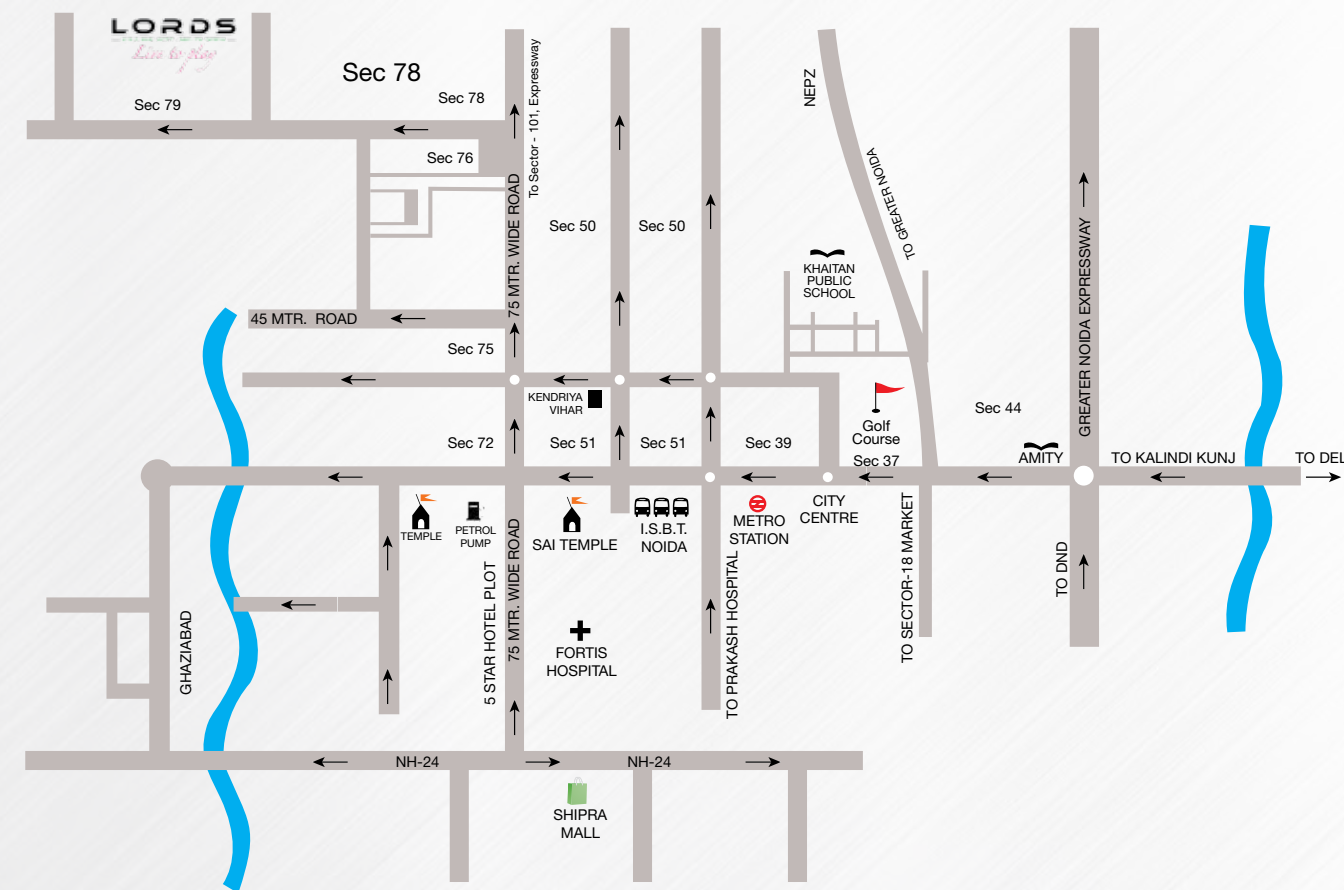 LORDS
Live to play
Sec 78
Sec 79
Sec 78
Sec 76
To Sector - 101, Expressway
75 MTR. WIDE ROAD
Sec 50
Sec 50
NEPZ
TO GREATER NOIDA
KHAITAN
PUBLIC
SCHOOL
GREATER NOIDA EXPRESSWAY
45 MTR. ROAD
Sec 75
KENDRIYA
VIHAR
Golf
Course
Sec 44
Sec 72
Sec 51
Sec 51
Sec 39
Sec 37
AMITY
TO KALINDI KUNJ
TO DEL
TEMPLE
PETROL
PUMP
SAI TEMPLE
I.S.B.T.
NOIDA
METRO
STATION
CITY
CENTRE
TO SECTOR-18 MARKET
TO DND
5 STAR HOTEL PLOT
75 MTR. WIDE ROAD
TO PRAKASH HOSPITAL
GHAZIABAD
FORTIS
HOSPITAL
NH-24
NH-24
SHIPRA
MALL